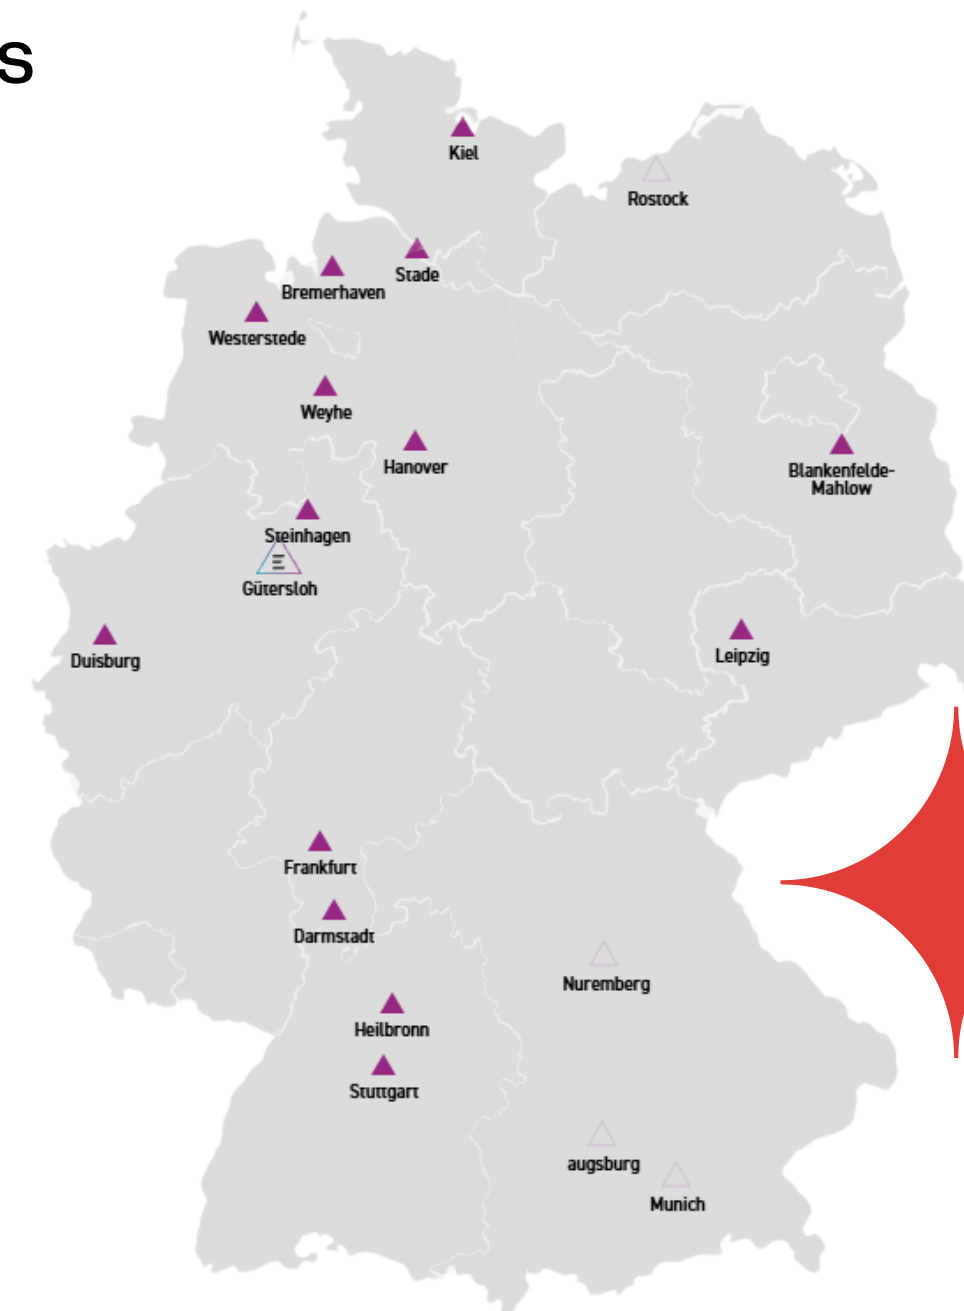 s
Kiel
Rostock
Stade
Bremerhaven
Westerstede
Weyhe
Hanover
Blankenfelde-
Mahlow
Steinhagen
E
Gütersloh
Duisburg
Leipzig
Frankfurt
Darmstadt
Nuremberg
Heilbronn
Stuttgart
augsburg
Munich